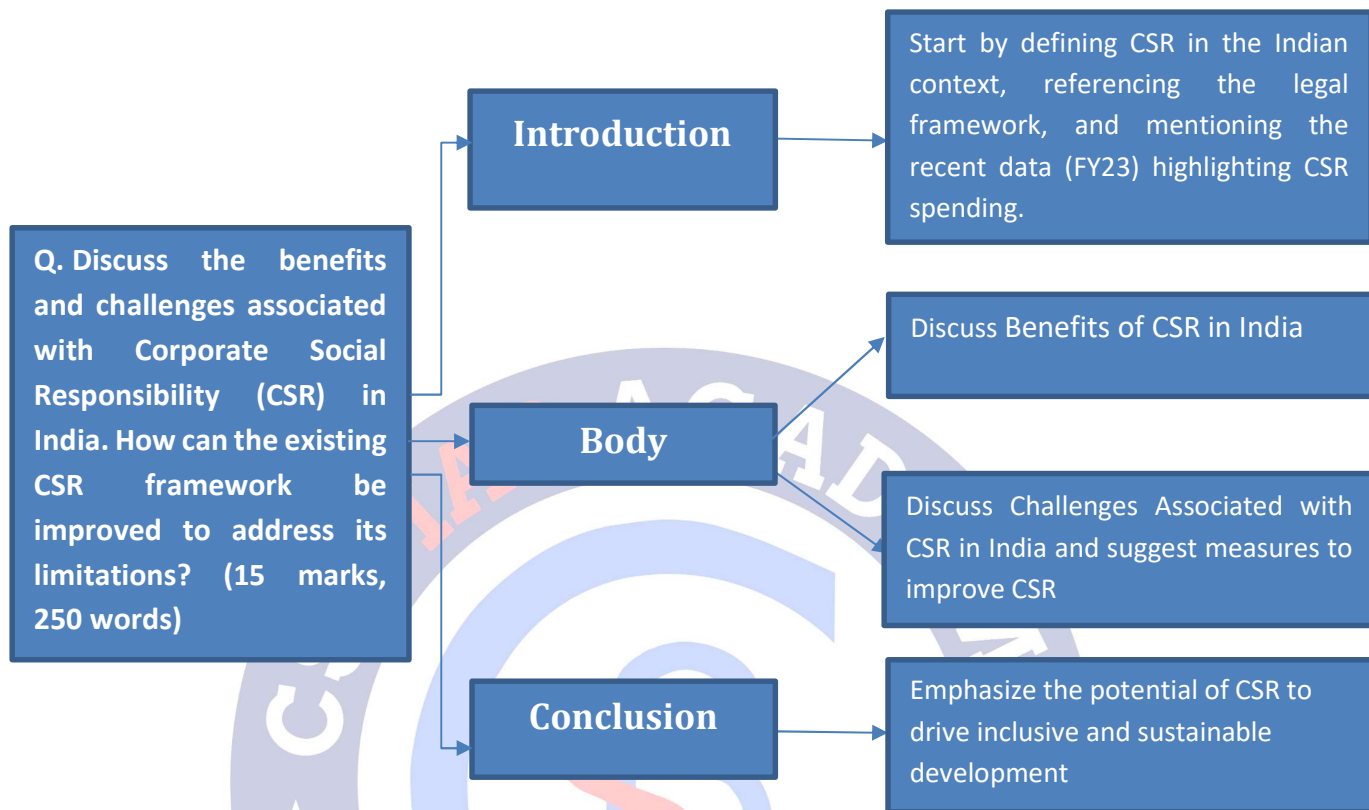 Q. Discuss the benefits
and challenges associated
with Corporate Social
Responsibility (CSR) in
India. How can the existing
CSR framework be
improved to address its
limitations? (15 marks,
250 words)
Introduction
Start by defining CSR in the Indian
context, referencing the legal
framework, and mentioning the
recent data (FY23) highlighting CSR
spending.
Body
Discuss Benefits of CSR in India
Discuss Challenges Associated with
CSR in India and suggest measures to
improve CSR
Conclusion
Emphasize the potential of CSR to
drive inclusive and sustainable
development